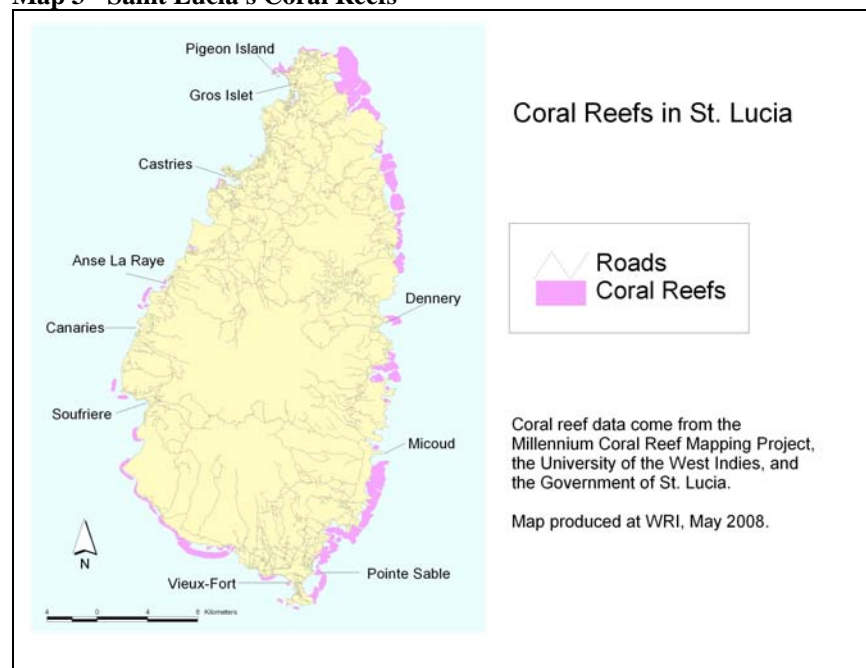 Map 3 Saint Lucia's Coral Reefs
Pigeon Island
Gros Islet
Castries
Anse La Raye
Canaries
Soufriere
Vieux-Fort
Dennery
Micoud
Pointe Sable
N
4 0 4 8 Kilometers
Coral Reefs in St. Lucia
Roads
Coral Reefs
Coral reef data come from the
Millennium Coral Reef Mapping Project,
the University of the West Indies, and
the Government of St. Lucia.
Map produced at WRI, May 2008.